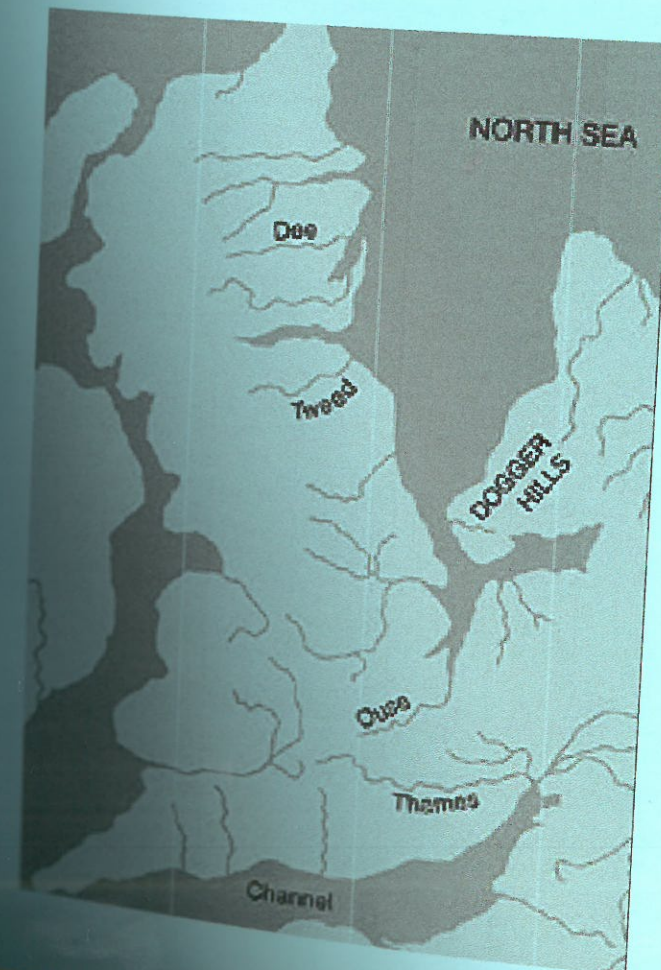 NORTH SEA
Dee
Tweed
DOGGER
HILLS
Ouse
Thames
Channel